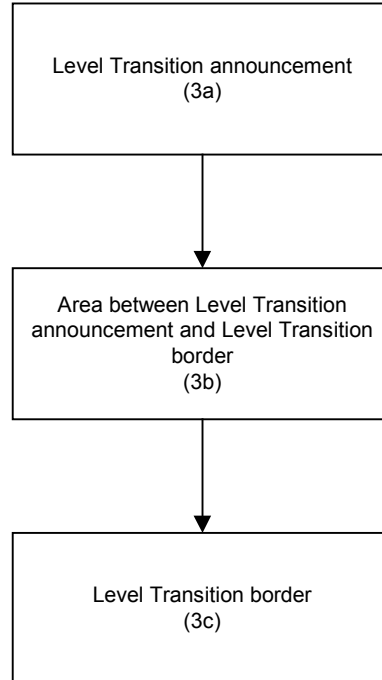 Level Transition announcement
(3a)
Area between Level Transition
announcement and Level Transition
border
(3b)
Level Transition border
(3c)